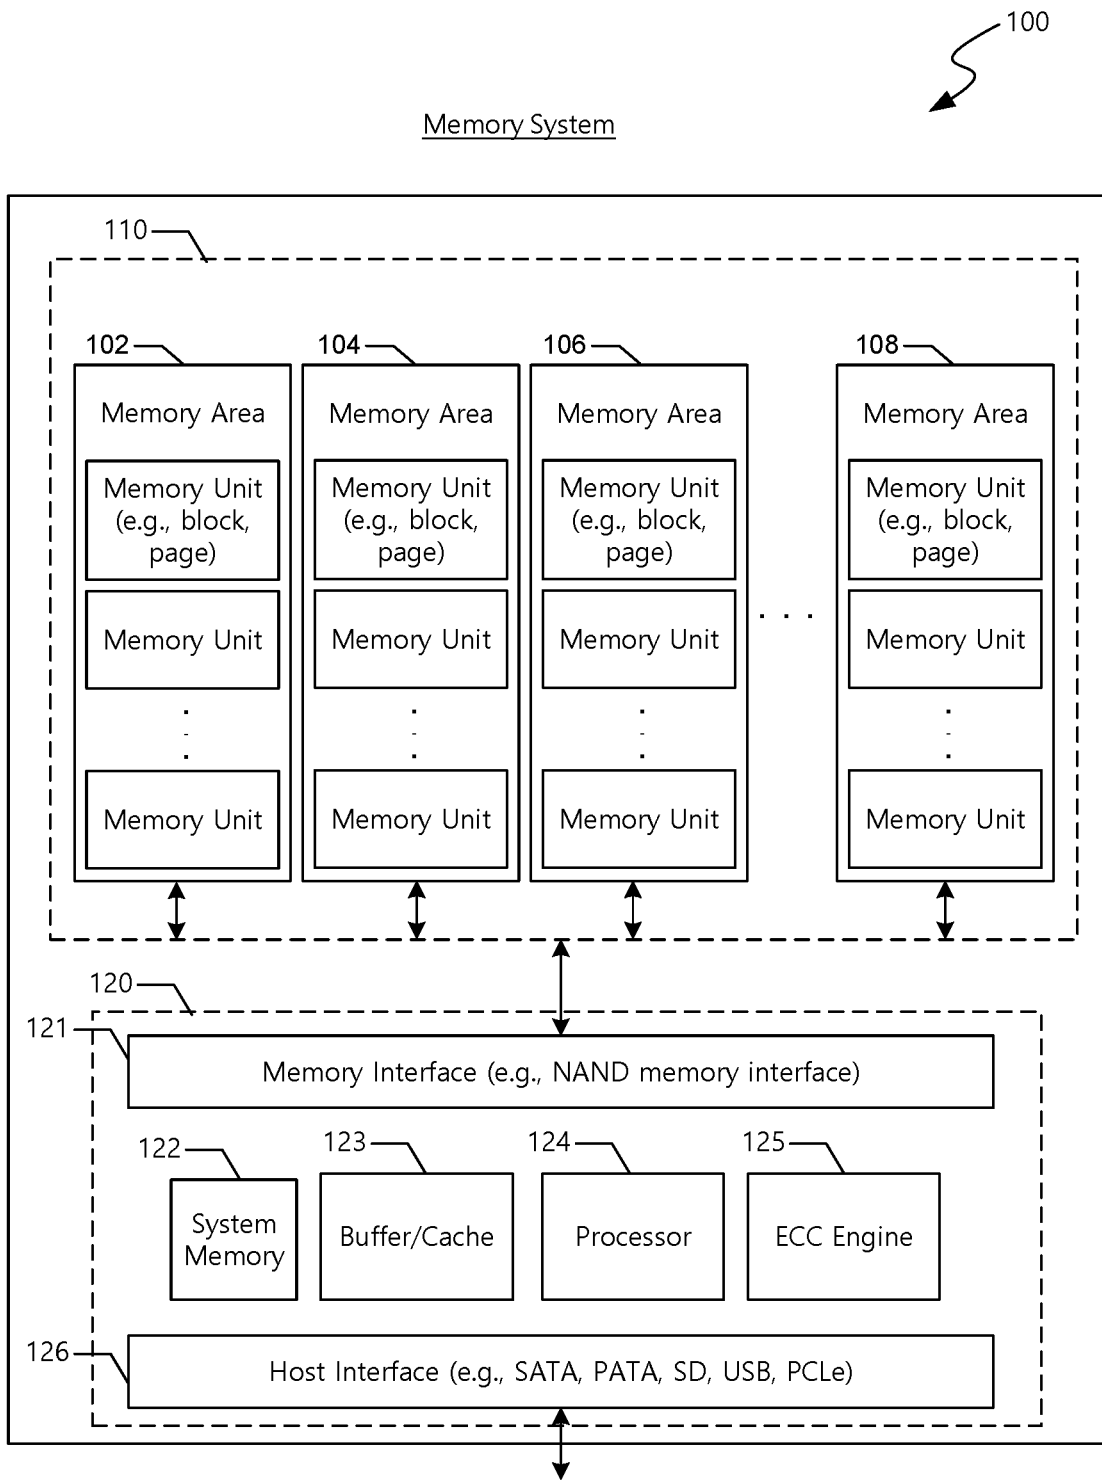 100
Memory System
110
102 104 106 108
Memory Area Memory Area Memory Area Memory Area
Memory Unit Memory Unit Memory Unit Memory Unit
(e.g., block, (e.g., block, (e.g., block, (e.g., block,
page) page) page) page)
Memory Unit Memory Unit Memory Unit Memory Unit
Memory Unit Memory Unit Memory Unit Memory Unit
120
121
Memory Interface (e.g., NAND memory interface)
122 123 124 125
System
Memory
Buffer/Cache
Processor
ECC Engine
126
Host Interface (e.g., SATA, PATA, SD, USB, PCLe)